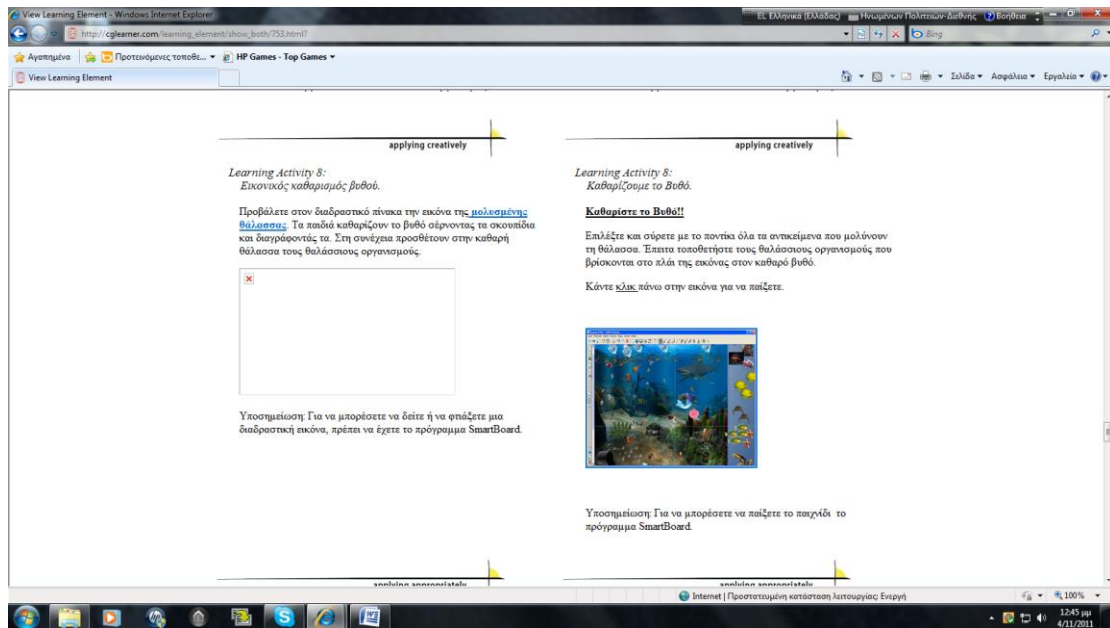 View Learning Element - Windows Internet Explorer
EL Ελληνικά (Ελλάδας) Ηνωμένων Πολιτειών-Διεθνής Βοήθεια
http://cglearner.com/learning_element/show_both/753.html?
Bing
Αγαπημένα Προτεινόμενες τοποθε... HP Games - Top Games
View Learning Element
Σελίδα Ασφάλεια Εργαλεία
applying creatively
Learning Activity 8:
Εικονικός καθαρισμός βυθού.
Προβάλετε στον διαδραστικό πίνακα την εικόνα της μολυσμένης
θάλασσας. Τα παιδιά καθαρίζουν το βυθό σέρνοντας τα σκουπίδια
και διαγράφοντάς τα. Στη συνέχεια προσθέτουν στην καθαρή
θάλασσα τους θαλάσσιους οργανισμούς.
Υποσημείωση: Για να μπορέσετε να δείτε ή να φτιάξετε μια
διαδραστική εικόνα, πρέπει να έχετε το πρόγραμμα SmartBoard.
applying creatively
Learning Activity 8:
Καθαρίζουμε το Βυθό.
Καθαρίστε το Βυθό!!
Επιλέξτε και σύρετε με το ποντίκι όλα τα αντικείμενα που μολύνουν
τη θάλασσα. Έπειτα τοποθετήστε τους θαλάσσιους οργανισμούς που
βρίσκονται στο πλάι της εικόνας στον καθαρό βυθό.
Κάντε κλικ πάνω στην εικόνα για να παίξετε.
Υποσημείωση: Για να μπορέσετε να παίξετε το παιχνίδι το
πρόγραμμα SmartBoard.
applying appropriately
applying appropriately
Internet | Προστατευμένη κατάσταση λειτουργίας: Ενεργή
100%
12:45 μμ
4/11/2011